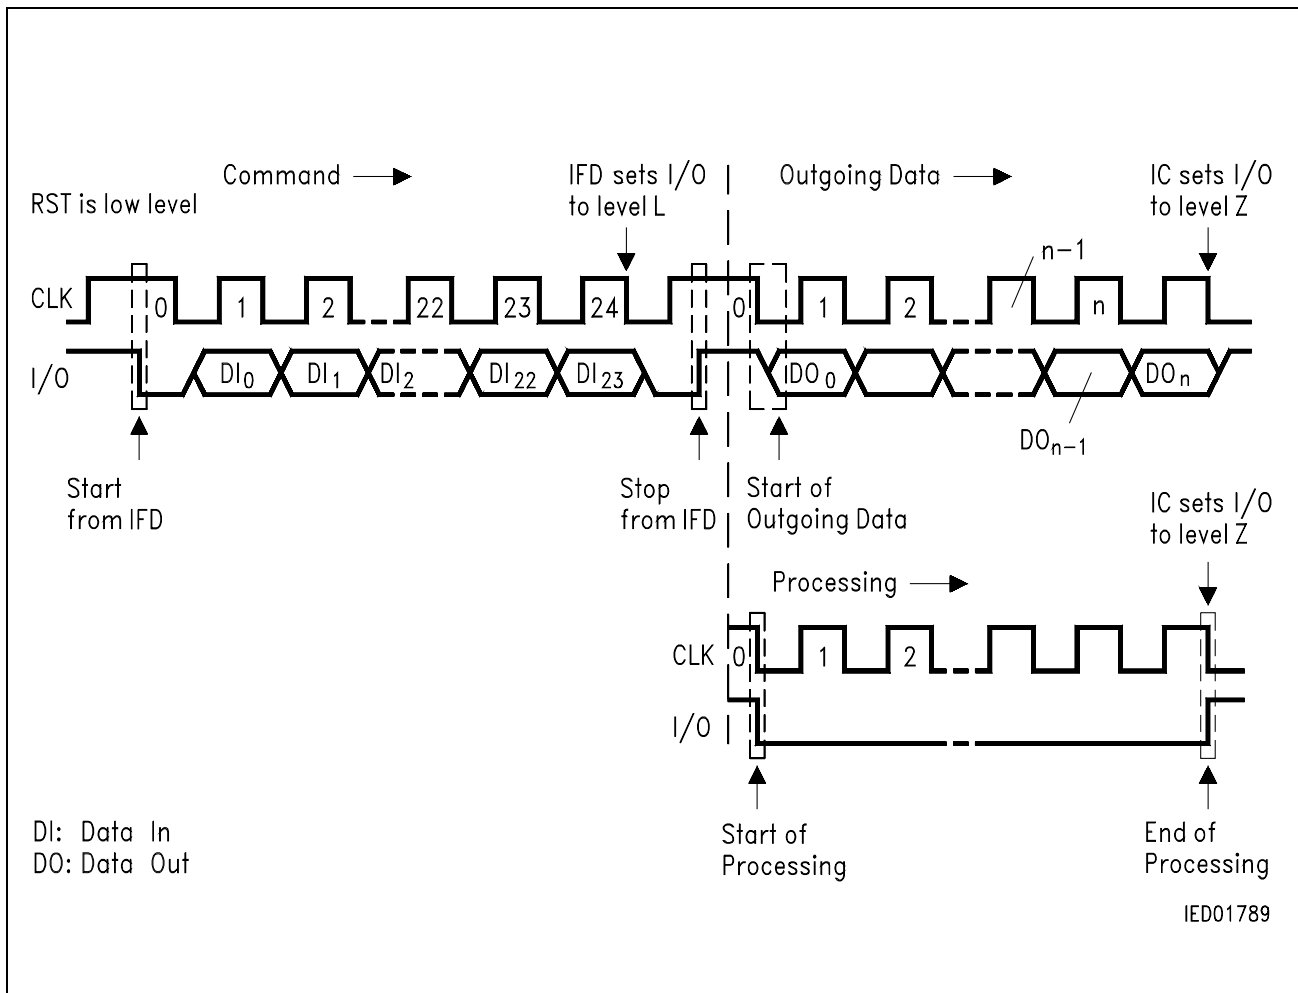 Command
IFD sets I/O
to level L
Outgoing Data
IC sets I/O
to level Z
RST is low level
n-1
CLK
0
1
2
22
23
24
0
1
2
n
I/O
DI0
DI1
DI2
DI22
DI23
DO0
DOn
DOn-1
Start
from IFD
Stop
from IFD
Start of
Outgoing Data
IC sets I/O
to level Z
Processing
CLK
0
1
2
I/O
Start of
Processing
End of
Processing
DI: Data In
DO: Data Out
IED01789